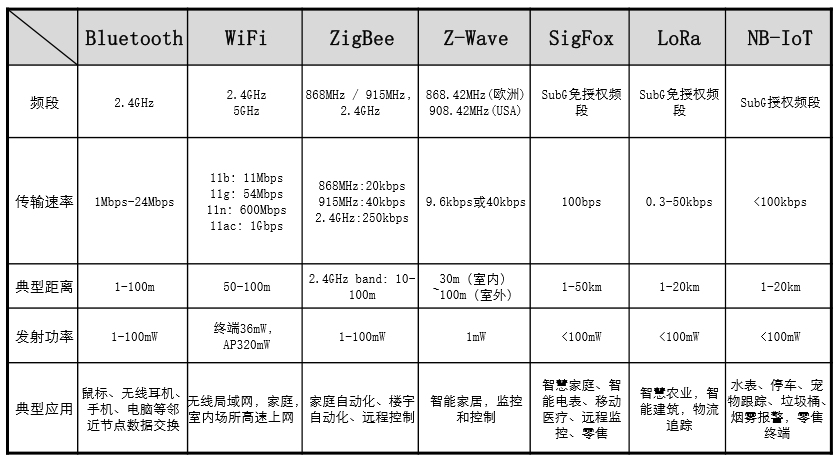 Bluetooth
WiFi
ZigBee
Z-Wave
SigFox
LoRa
NB-IoT
频段
2.4GHz
2.4GHz
5GHz
868MHz / 915MHz,
2.4GHz
868.42MHz(欧洲)
908.42MHz(USA)
SubG免授权频
段
SubG免授权频
段
SubG授权频段
传输速率
1Mbps-24Mbps
11b: 11Mbps
11g: 54Mbps
11n: 600Mbps
11ac: 1Gbps
868MHz:20kbps
915MHz:40kbps
2.4GHz:250kbps
9.6kbps或40kbps
100bps
0.3-50kbps
<100kbps
典型距离
1-100m
50-100m
2.4GHz band: 10-
100m
30m (室内)
~100m (室外)
1-50km
1-20km
1-20km
发射功率
1-100mW
终端36mW,
AP320mW
1-100mW
1mW
<100mW
<100mW
<100mW
典型应用
鼠标、无线耳机、
手机、电脑等邻
近节点数据交换
无线局域网, 家庭,
室内场所高速上网
家庭自动化、楼宇
自动化、远程控制
智能家居, 监控
和控制
智慧家庭、智
能电表、移动
医疗、远程监
控、零售
智慧农业, 智
能建筑, 物流
追踪
水表、停车、宠
物跟踪、垃圾桶、
烟雾报警, 零售
终端